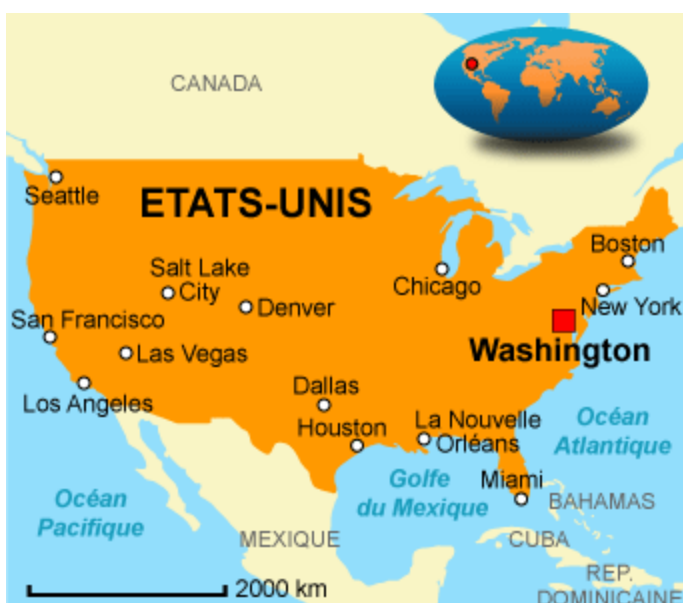 CANADA
Seattle
ETATS-UNIS
Boston
Salt Lake
City
Chicago
Denver
New York
San Francisco
Las Vegas
Washington
Los Angeles
Dallas
Houston
La Nouvelle
Orléans
Océan
Atlantique
Golfe
du Mexique
Miami
Océan
Pacifique
BAHAMAS
MEXIQUE
CUBA
REP.
DOMINICAINE
2000 km